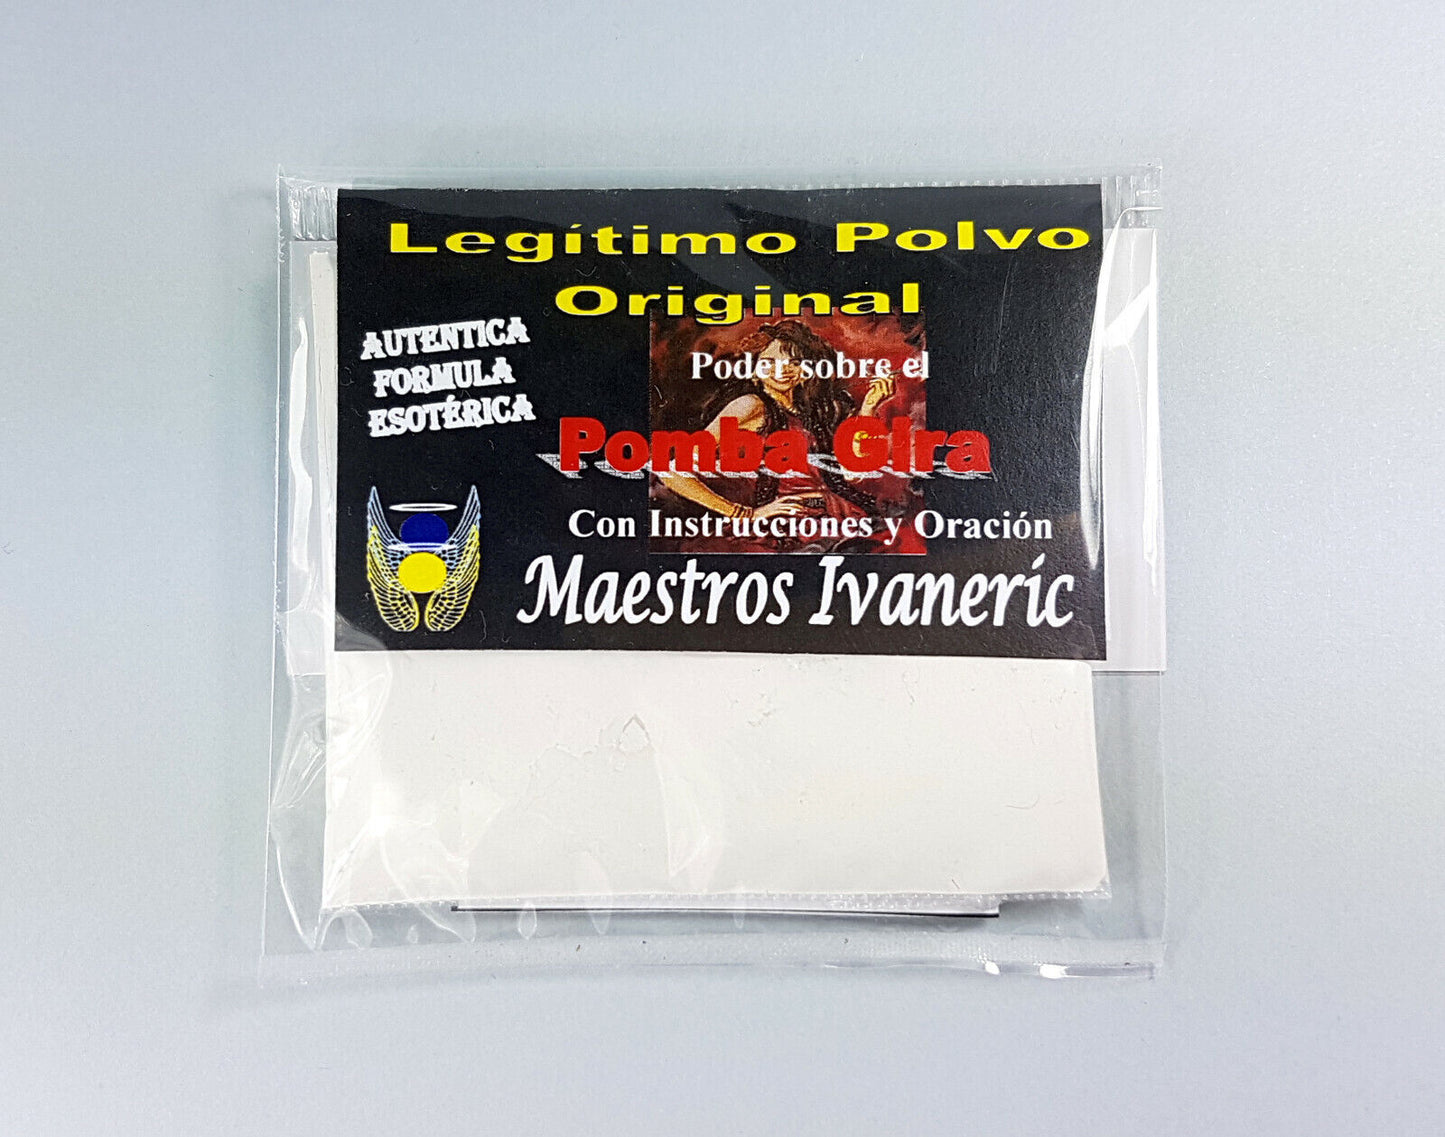 Legítimo Polvo
Original
AUTENTICA
FORMULA
ESOTÉRICA
Poder sobre el
Pomba Gira
Con Instrucciones y Oración
Maestros Ivaneric